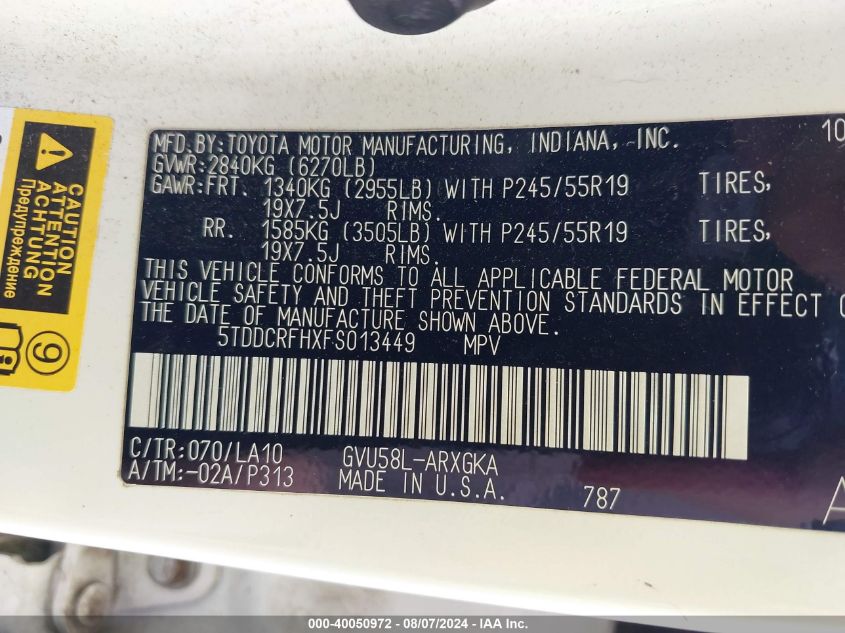 MFD.BY:TOYOTA MOTOR MANUFACTURING, INDIANA, INC. 10
GVWR:2840KG (6270LB)
GAWR:FRT. 1340KG (2955LB) WITH P245/55R19 TIRES,
19X7.5J RIMS.
RR. 1585KG (3505LB) WITH P245/55R19 TIRES,
19X7.5J RIMS.
THIS VEHICLE CONFORMS TO ALL APPLICABLE FEDERAL MOTOR
VEHICLE SAFETY AND THEFT PREVENTION STANDARDS IN EFFECT
THE DATE OF MANUFACTURE SHOWN ABOVE.
5TDDCRFHXFS013449 MPV
C/TR:070/LA10 GVU58L-ARXGKA
A/TM:-02A/P313 MADE IN U.S.A. 787
CAUTION
ATTENTION
ACHTUNG
Предупреждение
9
000-40050972 - 08/07/2024 - IAA Inc.